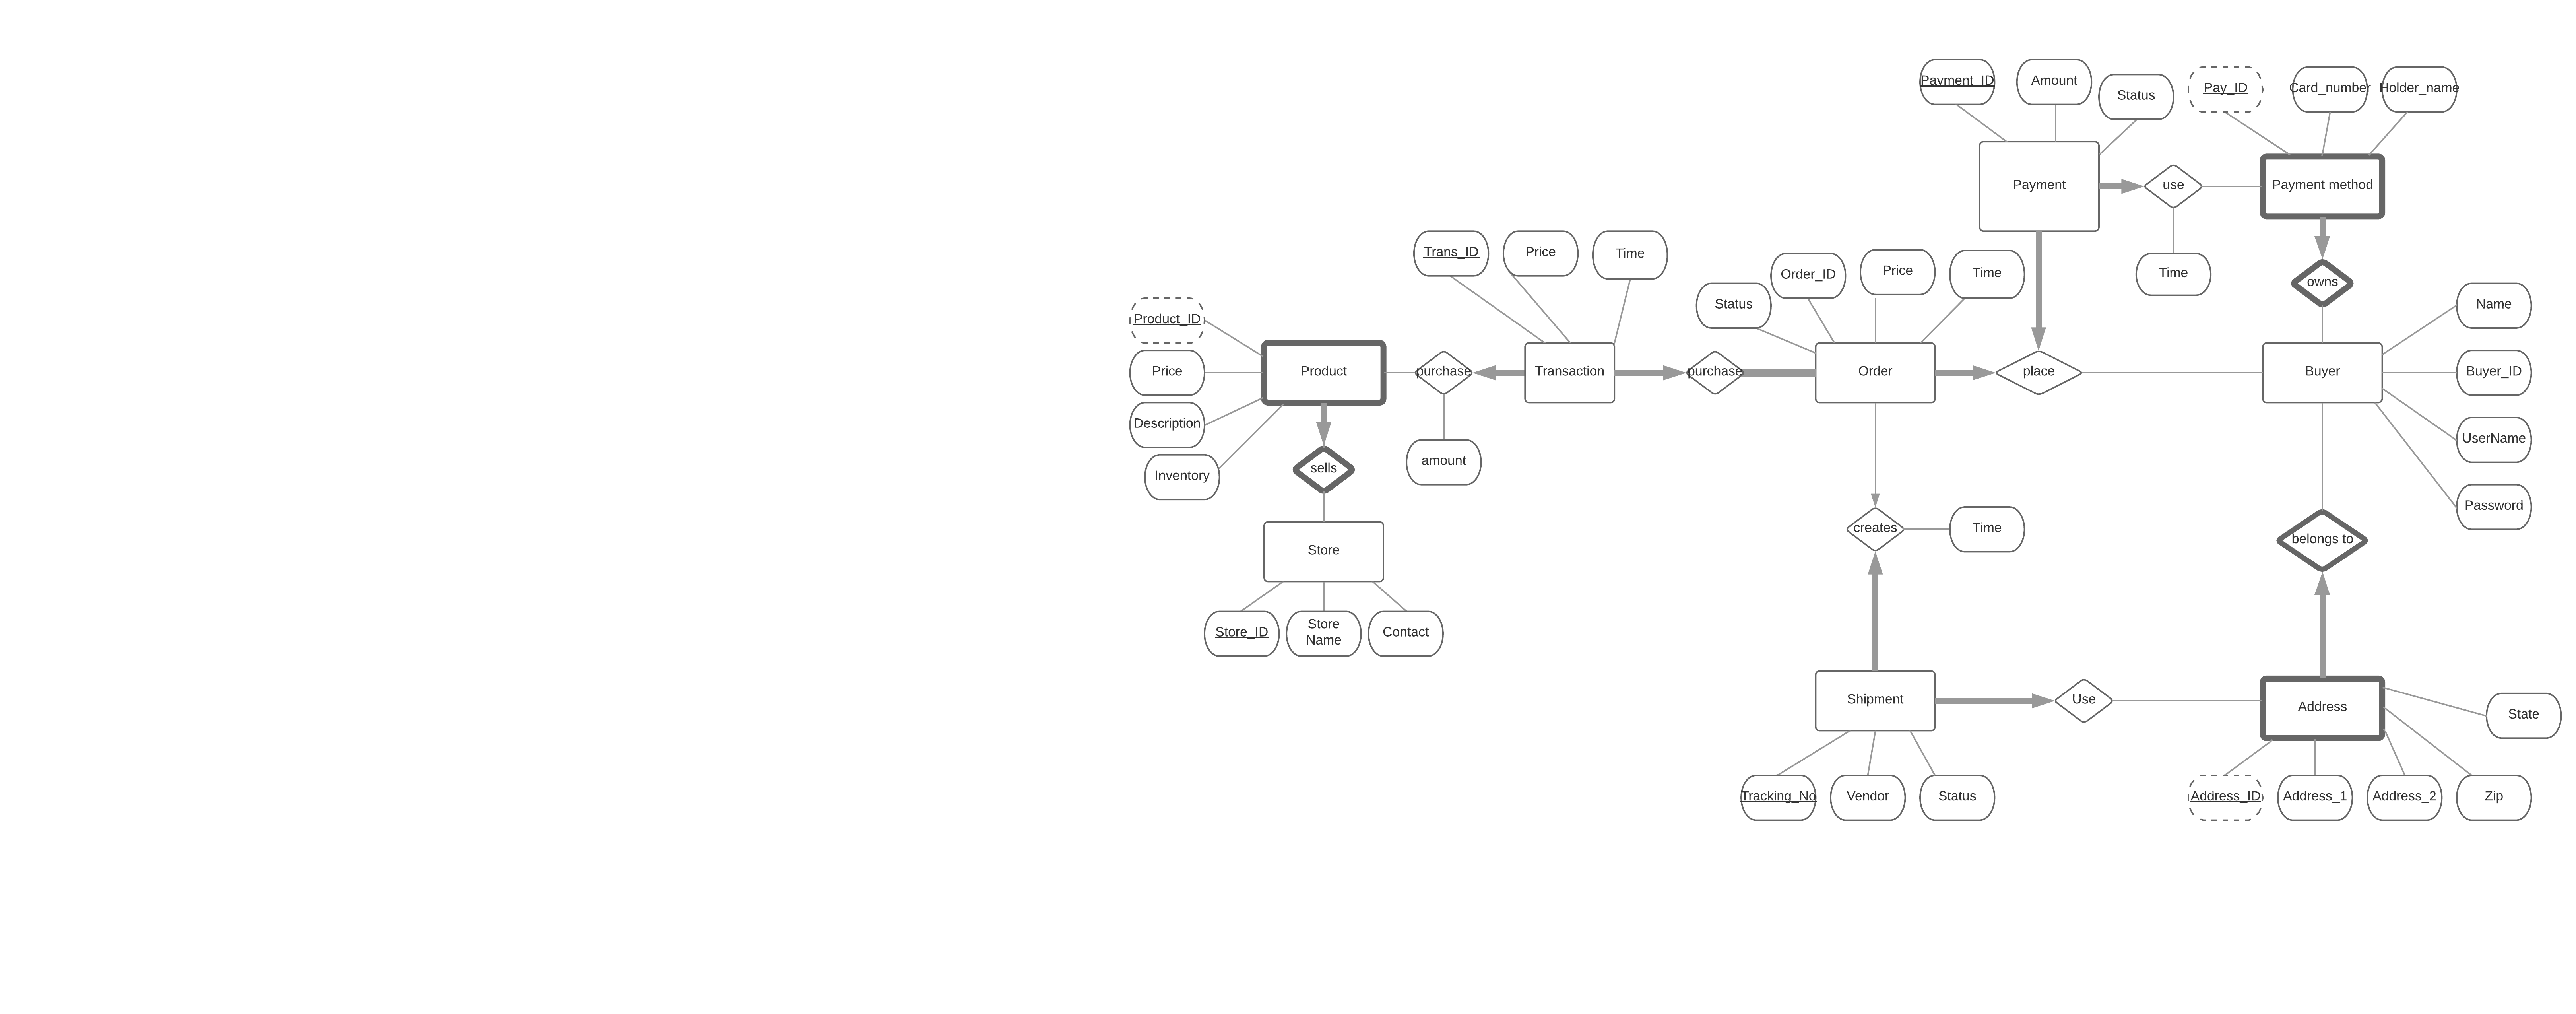 Payment_ID
Amount
Status
Pay_ID
Card_number
Holder_name
Payment
use
Payment method
Time
owns
Trans_ID
Price
Time
Status
Order_ID
Price
Time
Name
Product_ID
Price
Description
Inventory
Product
purchase
Transaction
purchase
Order
place
Buyer
Buyer_ID
UserName
Password
sells
amount
creates
Time
belongs to
Store
Store_ID
Store
Name
Contact
Shipment
Use
Address
State
Tracking_No
Vendor
Status
Address_ID
Address_1
Address_2
Zip